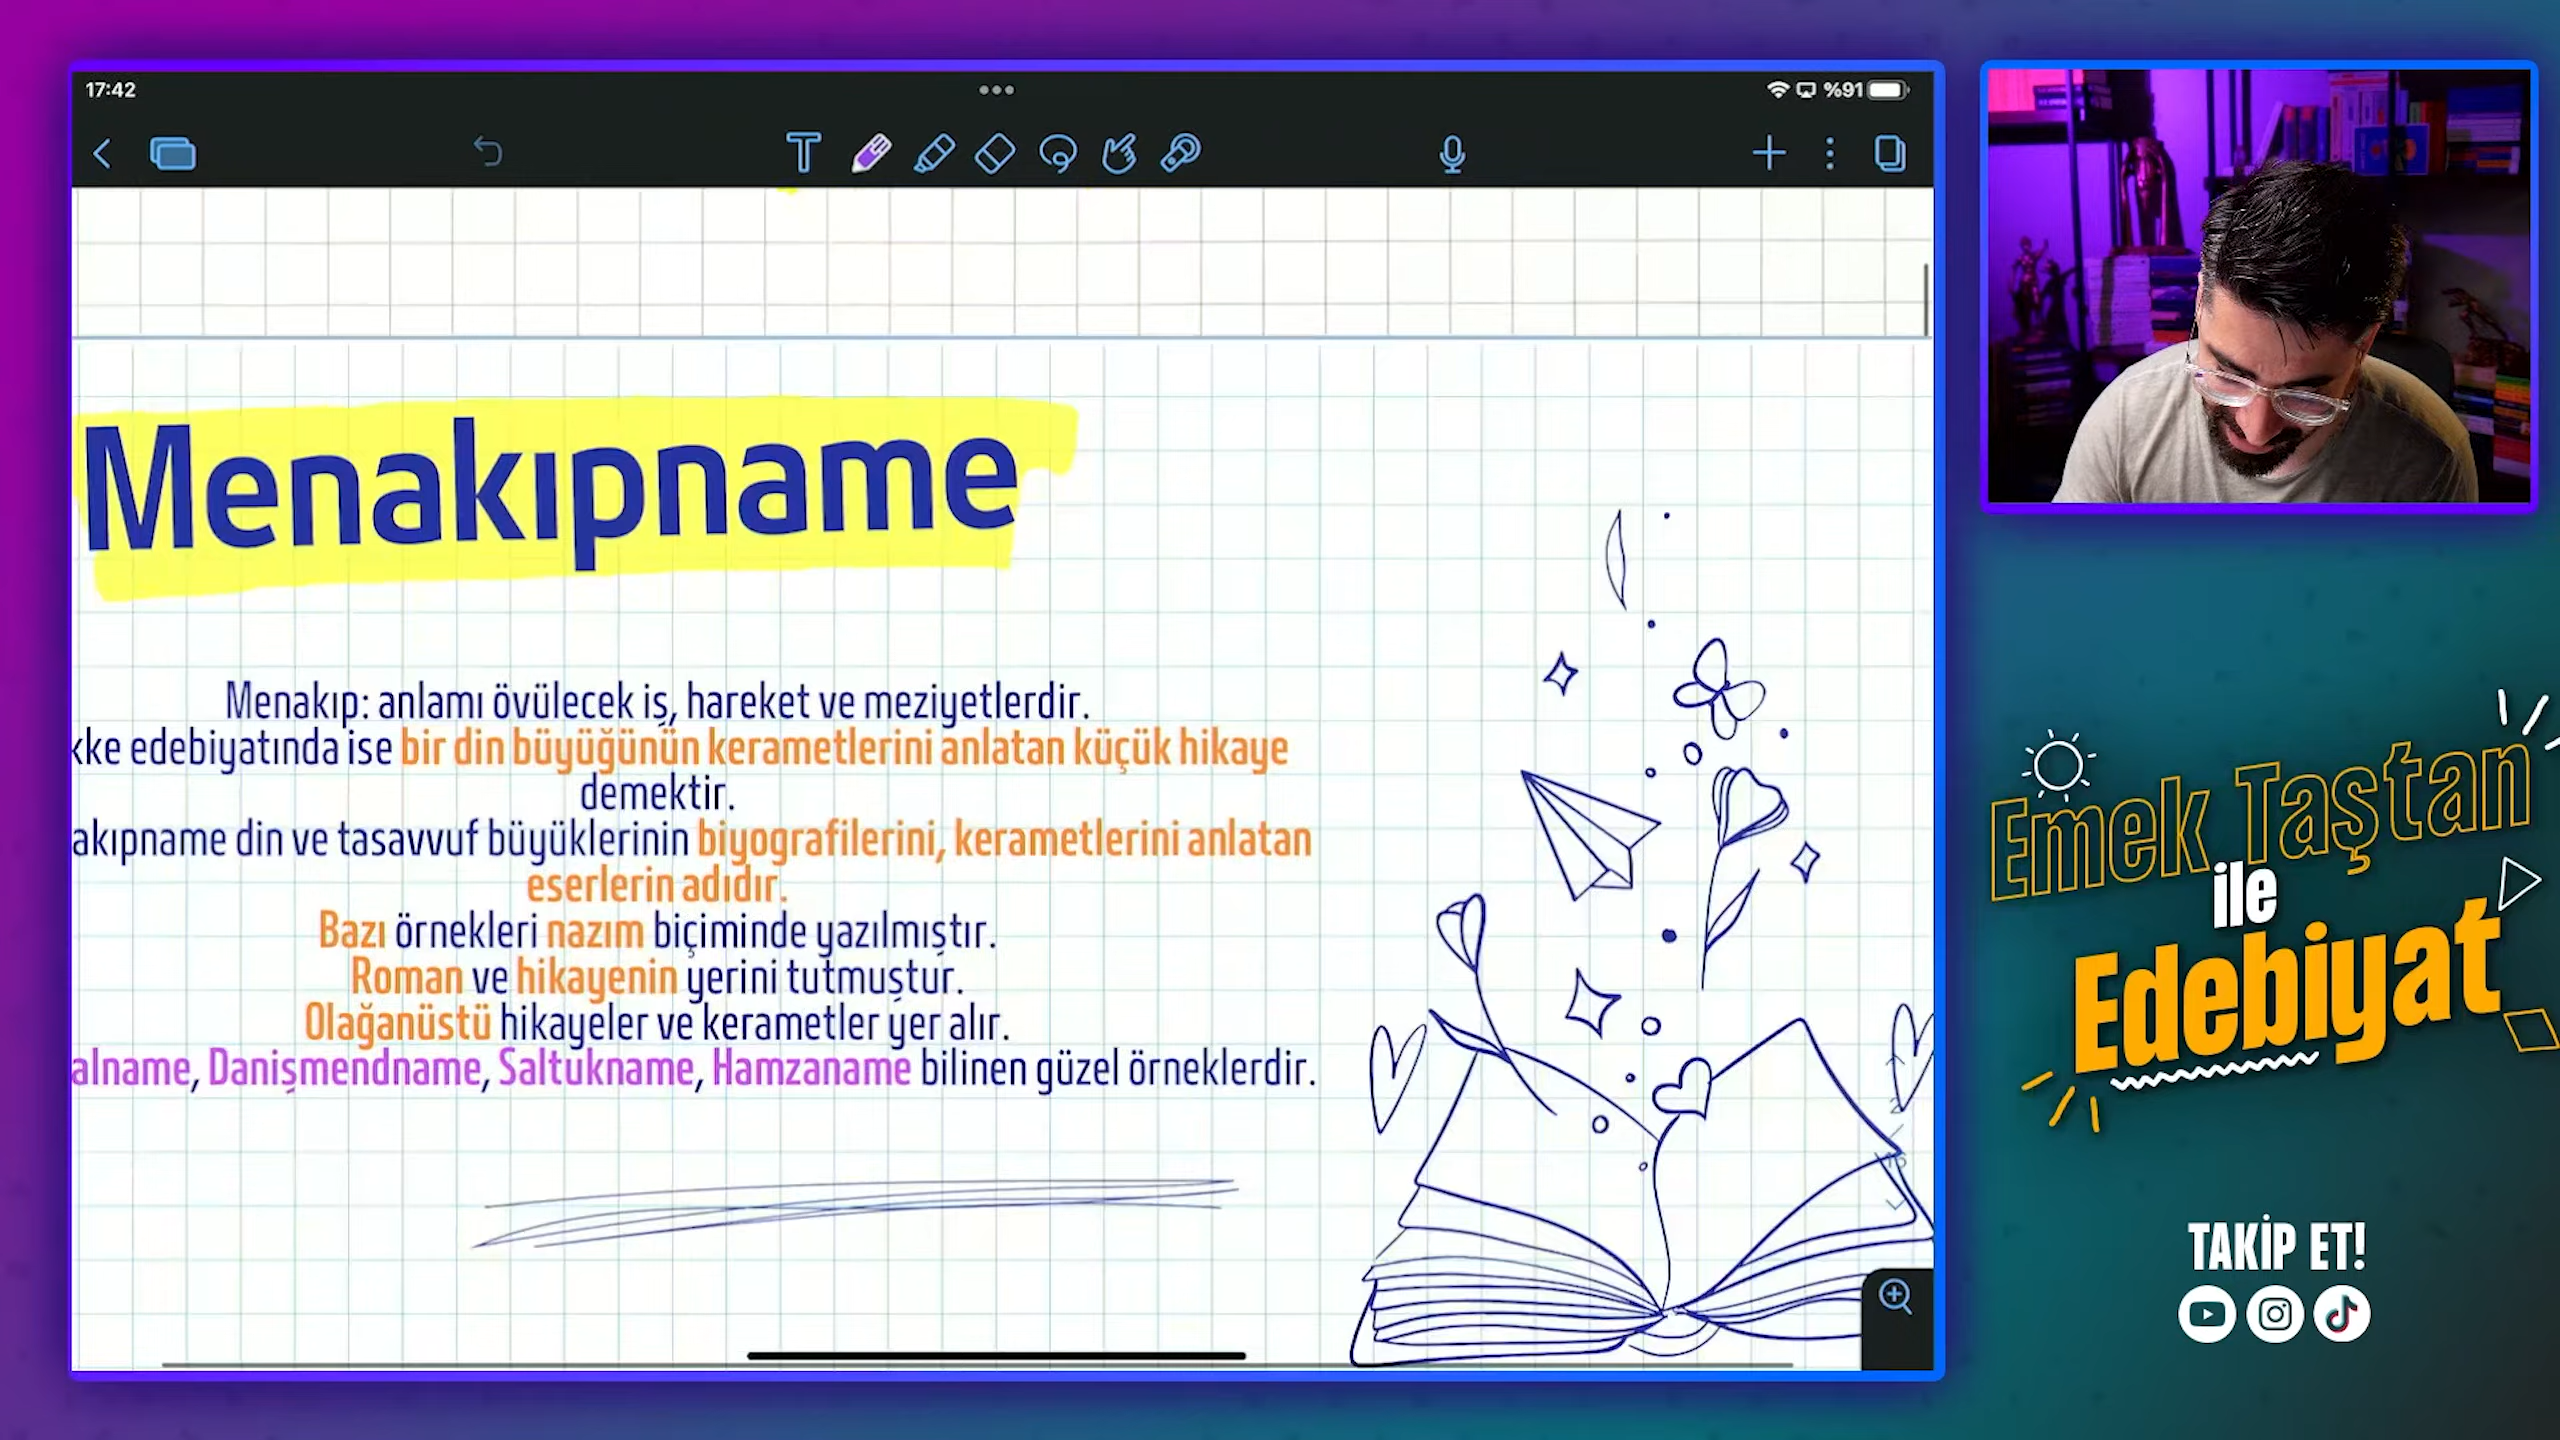 17:42
%91
Menakıpname
Menakıp: anlamı övülecek iş, hareket ve meziyetlerdir.
kke edebiyatında ise bir din büyüğünün kerametlerini anlatan küçük hikaye
demektir.
akıpname din ve tasavvuf büyüklerinin biyografilerini, kerametlerini anlatan
eserlerin adıdır.
Bazı örnekleri nazım biçiminde yazılmıştır.
Roman ve hikayenin yerini tutmuştur.
Olağanüstü hikayeler ve kerametler yer alır.
alname, Danişmendname, Saltukname, Hamzaname bilinen güzel örneklerdir.
Emek Taştan
ile
Edebiyat
TAKİP ET!